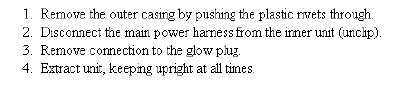 1. Remove the outer casing by pushing the plastic rivets through.
2. Disconnect the main power harness from the inner unit (unclip).
3. Remove connection to the glow plug.
4. Extract unit, keeping upright at all times.